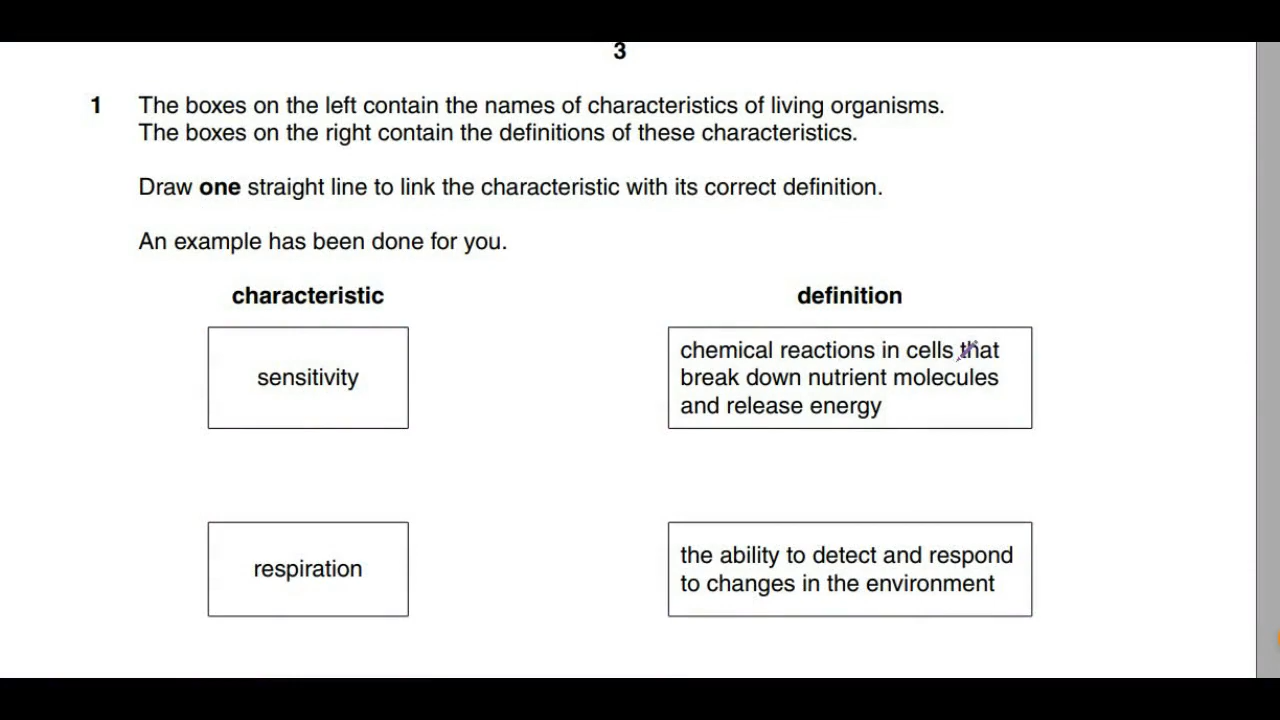 3
1 The boxes on the left contain the names of characteristics of living organisms.
The boxes on the right contain the definitions of these characteristics.
Draw one straight line to link the characteristic with its correct definition.
An example has been done for you.
characteristic
definition
sensitivity
chemical reactions in cells that
break down nutrient molecules
and release energy
respiration
the ability to detect and respond
to changes in the environment